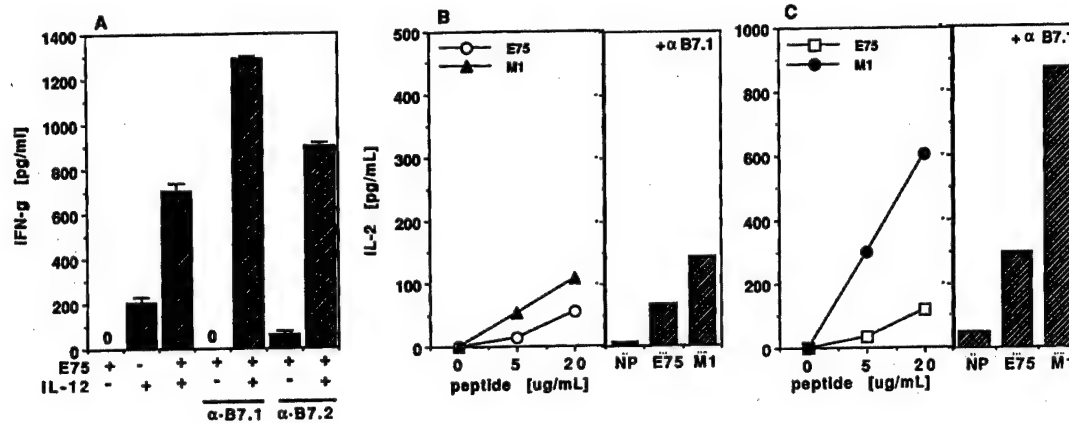 A
IFN-g [pg/ml]
1400
1200
1000
800
600
400
200
0
0
0
E75 + - + + + + +
IL-12 - + + - + - +
α-B7.1 α-B7.2
B
IL-2 [pg/mL]
500
400
300
200
100
0
E75
M1
+α B7.1
0 5 20
peptide [ug/mL]
NP E75 M1
C
1000
800
600
400
200
0
E75
M1
+ α B7.1
0 5 20
peptide [ug/mL]
NP E75 M1